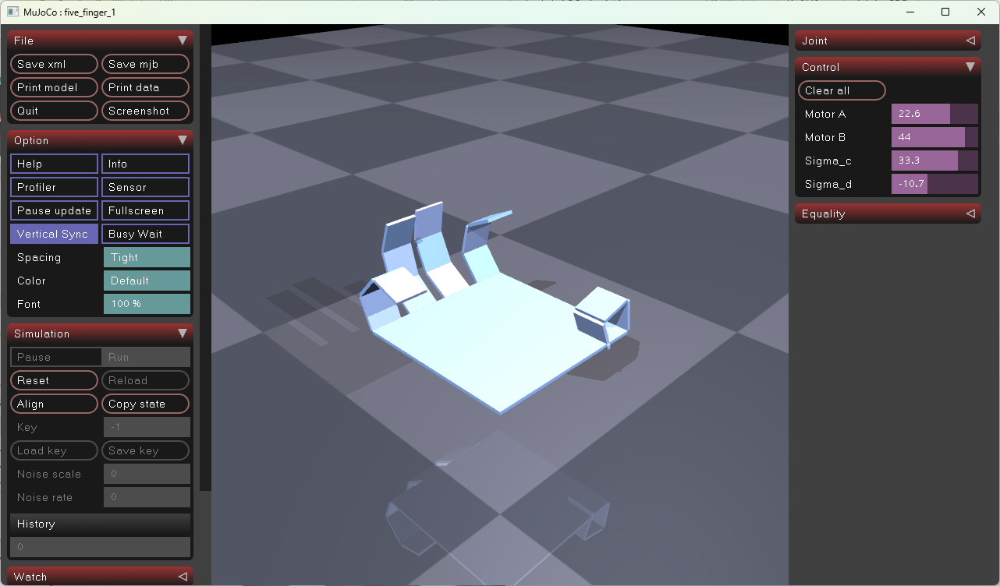 MuJoCo : five_finger_1
File
Save xml Save mjb
Print model Print data
Quit Screenshot
Option
Help Info
Profiler Sensor
Pause update Fullscreen
Vertical Sync Busy Wait
Spacing Tight
Color Default
Font 100 %
Simulation
Pause Run
Reset Reload
Align Copy state
Key -1
Load key Save key
Noise scale 0
Noise rate 0
History
0
Watch
Joint
Control
Clear all
Motor A 22.6
Motor B 44
Sigma_c 33.3
Sigma_d -10.7
Equality